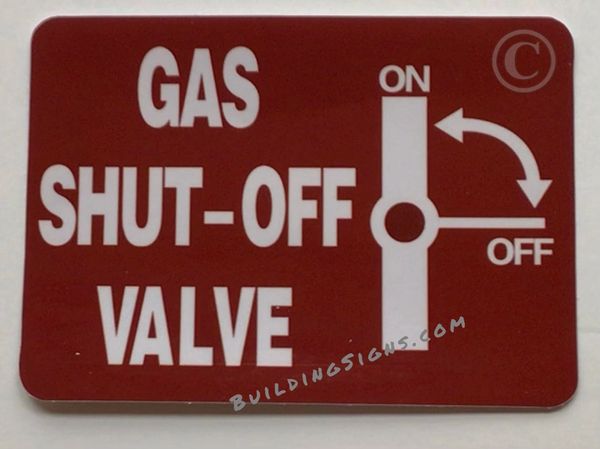 GAS
SHUT-OFF
VALVE
ON
OFF
©
BUILDINGSIGNS.COM